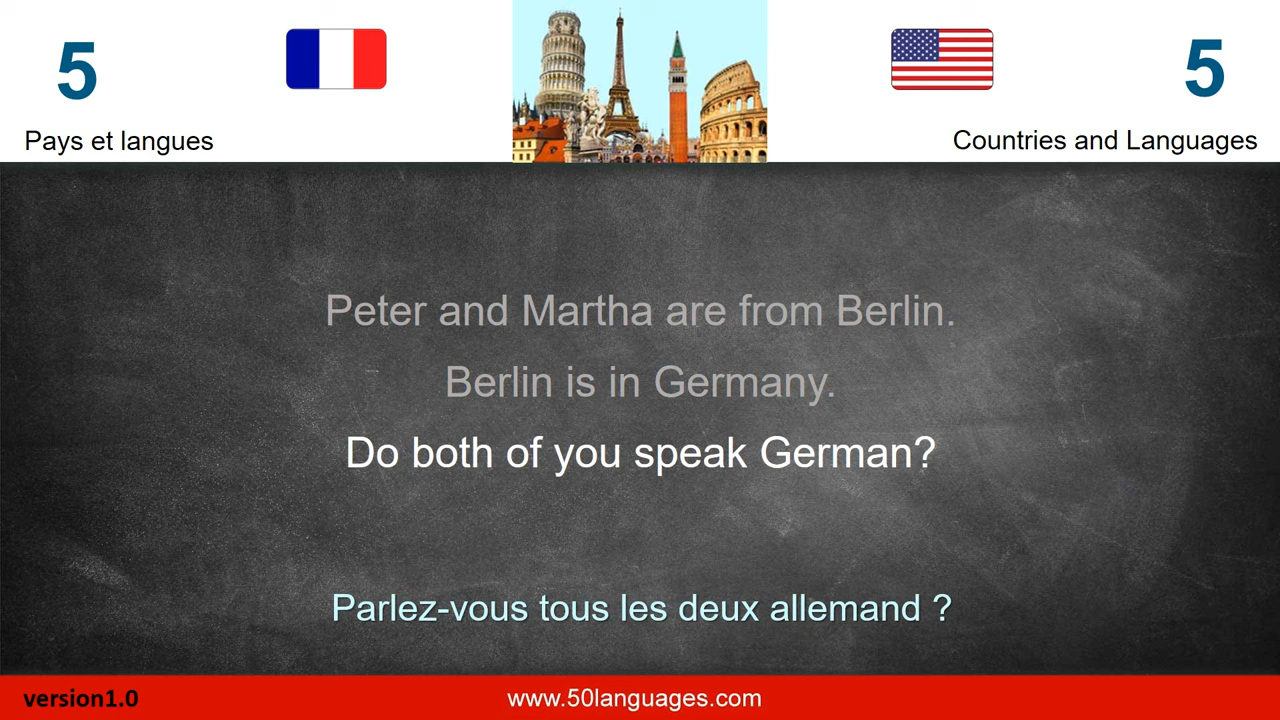 5
5
Pays et langues
Countries and Languages
Peter and Martha are from Berlin.
Berlin is in Germany.
Do both of you speak German?
Parlez-vous tous les deux allemand ?
version1.0
www.50languages.com